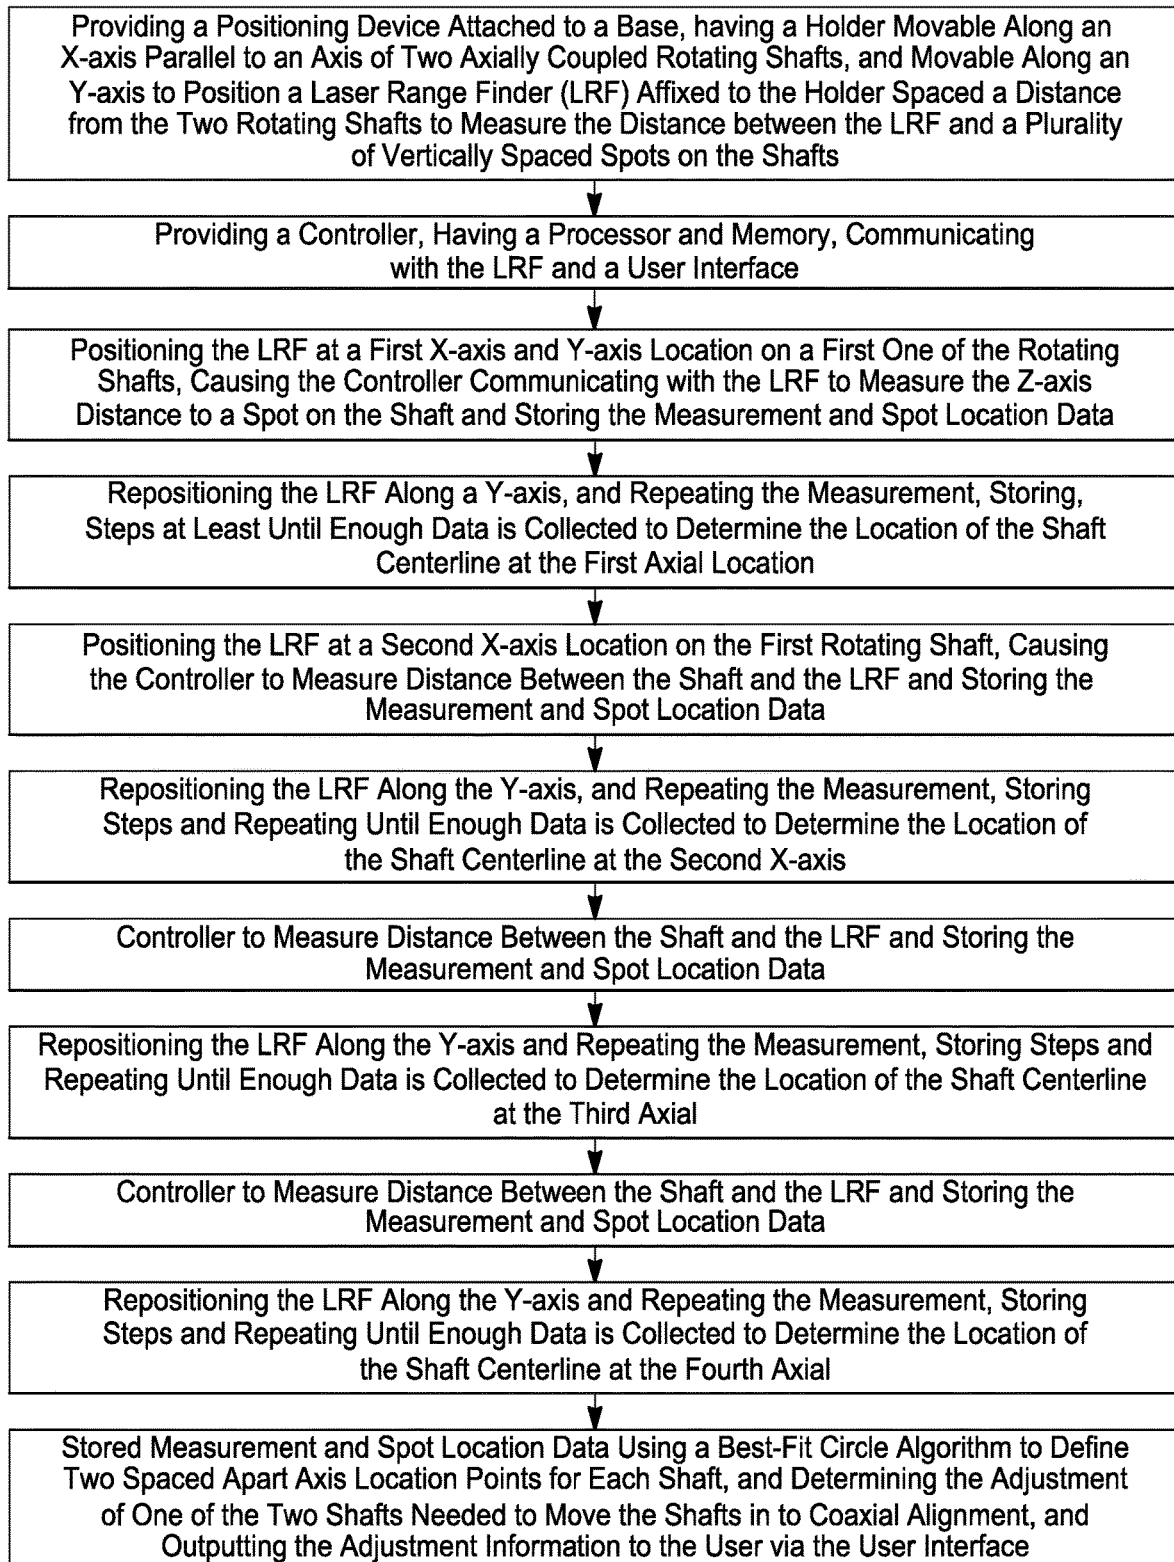 Providing a Positioning Device Attached to a Base, having a Holder Movable Along an
X-axis Parallel to an Axis of Two Axially Coupled Rotating Shafts, and Movable Along an
Y-axis to Position a Laser Range Finder (LRF) Affixed to the Holder Spaced a Distance
from the Two Rotating Shafts to Measure the Distance between the LRF and a Plurality
of Vertically Spaced Spots on the Shafts
Providing a Controller, Having a Processor and Memory, Communicating
with the LRF and a User Interface
Positioning the LRF at a First X-axis and Y-axis Location on a First One of the Rotating
Shafts, Causing the Controller Communicating with the LRF to Measure the Z-axis
Distance to a Spot on the Shaft and Storing the Measurement and Spot Location Data
Repositioning the LRF Along a Y-axis, and Repeating the Measurement, Storing,
Steps at Least Until Enough Data is Collected to Determine the Location of the Shaft
Centerline at the First Axial Location
Positioning the LRF at a Second X-axis Location on the First Rotating Shaft, Causing
the Controller to Measure Distance Between the Shaft and the LRF and Storing the
Measurement and Spot Location Data
Repositioning the LRF Along the Y-axis, and Repeating the Measurement, Storing
Steps and Repeating Until Enough Data is Collected to Determine the Location of
the Shaft Centerline at the Second X-axis
Controller to Measure Distance Between the Shaft and the LRF and Storing the
Measurement and Spot Location Data
Repositioning the LRF Along the Y-axis and Repeating the Measurement, Storing Steps and
Repeating Until Enough Data is Collected to Determine the Location of the Shaft Centerline
at the Third Axial
Controller to Measure Distance Between the Shaft and the LRF and Storing the
Measurement and Spot Location Data
Repositioning the LRF Along the Y-axis and Repeating the Measurement, Storing
Steps and Repeating Until Enough Data is Collected to Determine the Location of
the Shaft Centerline at the Fourth Axial
Stored Measurement and Spot Location Data Using a Best-Fit Circle Algorithm to Define
Two Spaced Apart Axis Location Points for Each Shaft, and Determining the Adjustment
of One of the Two Shafts Needed to Move the Shafts in to Coaxial Alignment, and
Outputting the Adjustment Information to the User via the User Interface